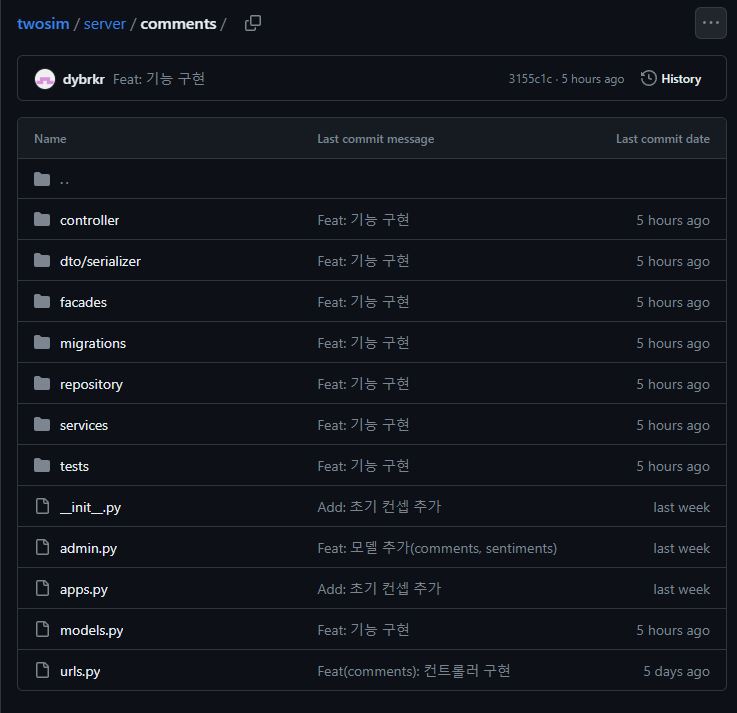 twosim / server / comments /
dybrkr Feat: 기능 구현 3155c1c · 5 hours ago History
Name Last commit message Last commit date
..
controller Feat: 기능 구현 5 hours ago
dto/serializer Feat: 기능 구현 5 hours ago
facades Feat: 기능 구현 5 hours ago
migrations Feat: 기능 구현 5 hours ago
repository Feat: 기능 구현 5 hours ago
services Feat: 기능 구현 5 hours ago
tests Feat: 기능 구현 5 hours ago
__init__.py Add: 초기 컨셉 추가 last week
admin.py Feat: 모델 추가(comments, sentiments) last week
apps.py Add: 초기 컨셉 추가 last week
models.py Feat: 기능 구현 5 hours ago
urls.py Feat(comments): 컨트롤러 구현 5 days ago